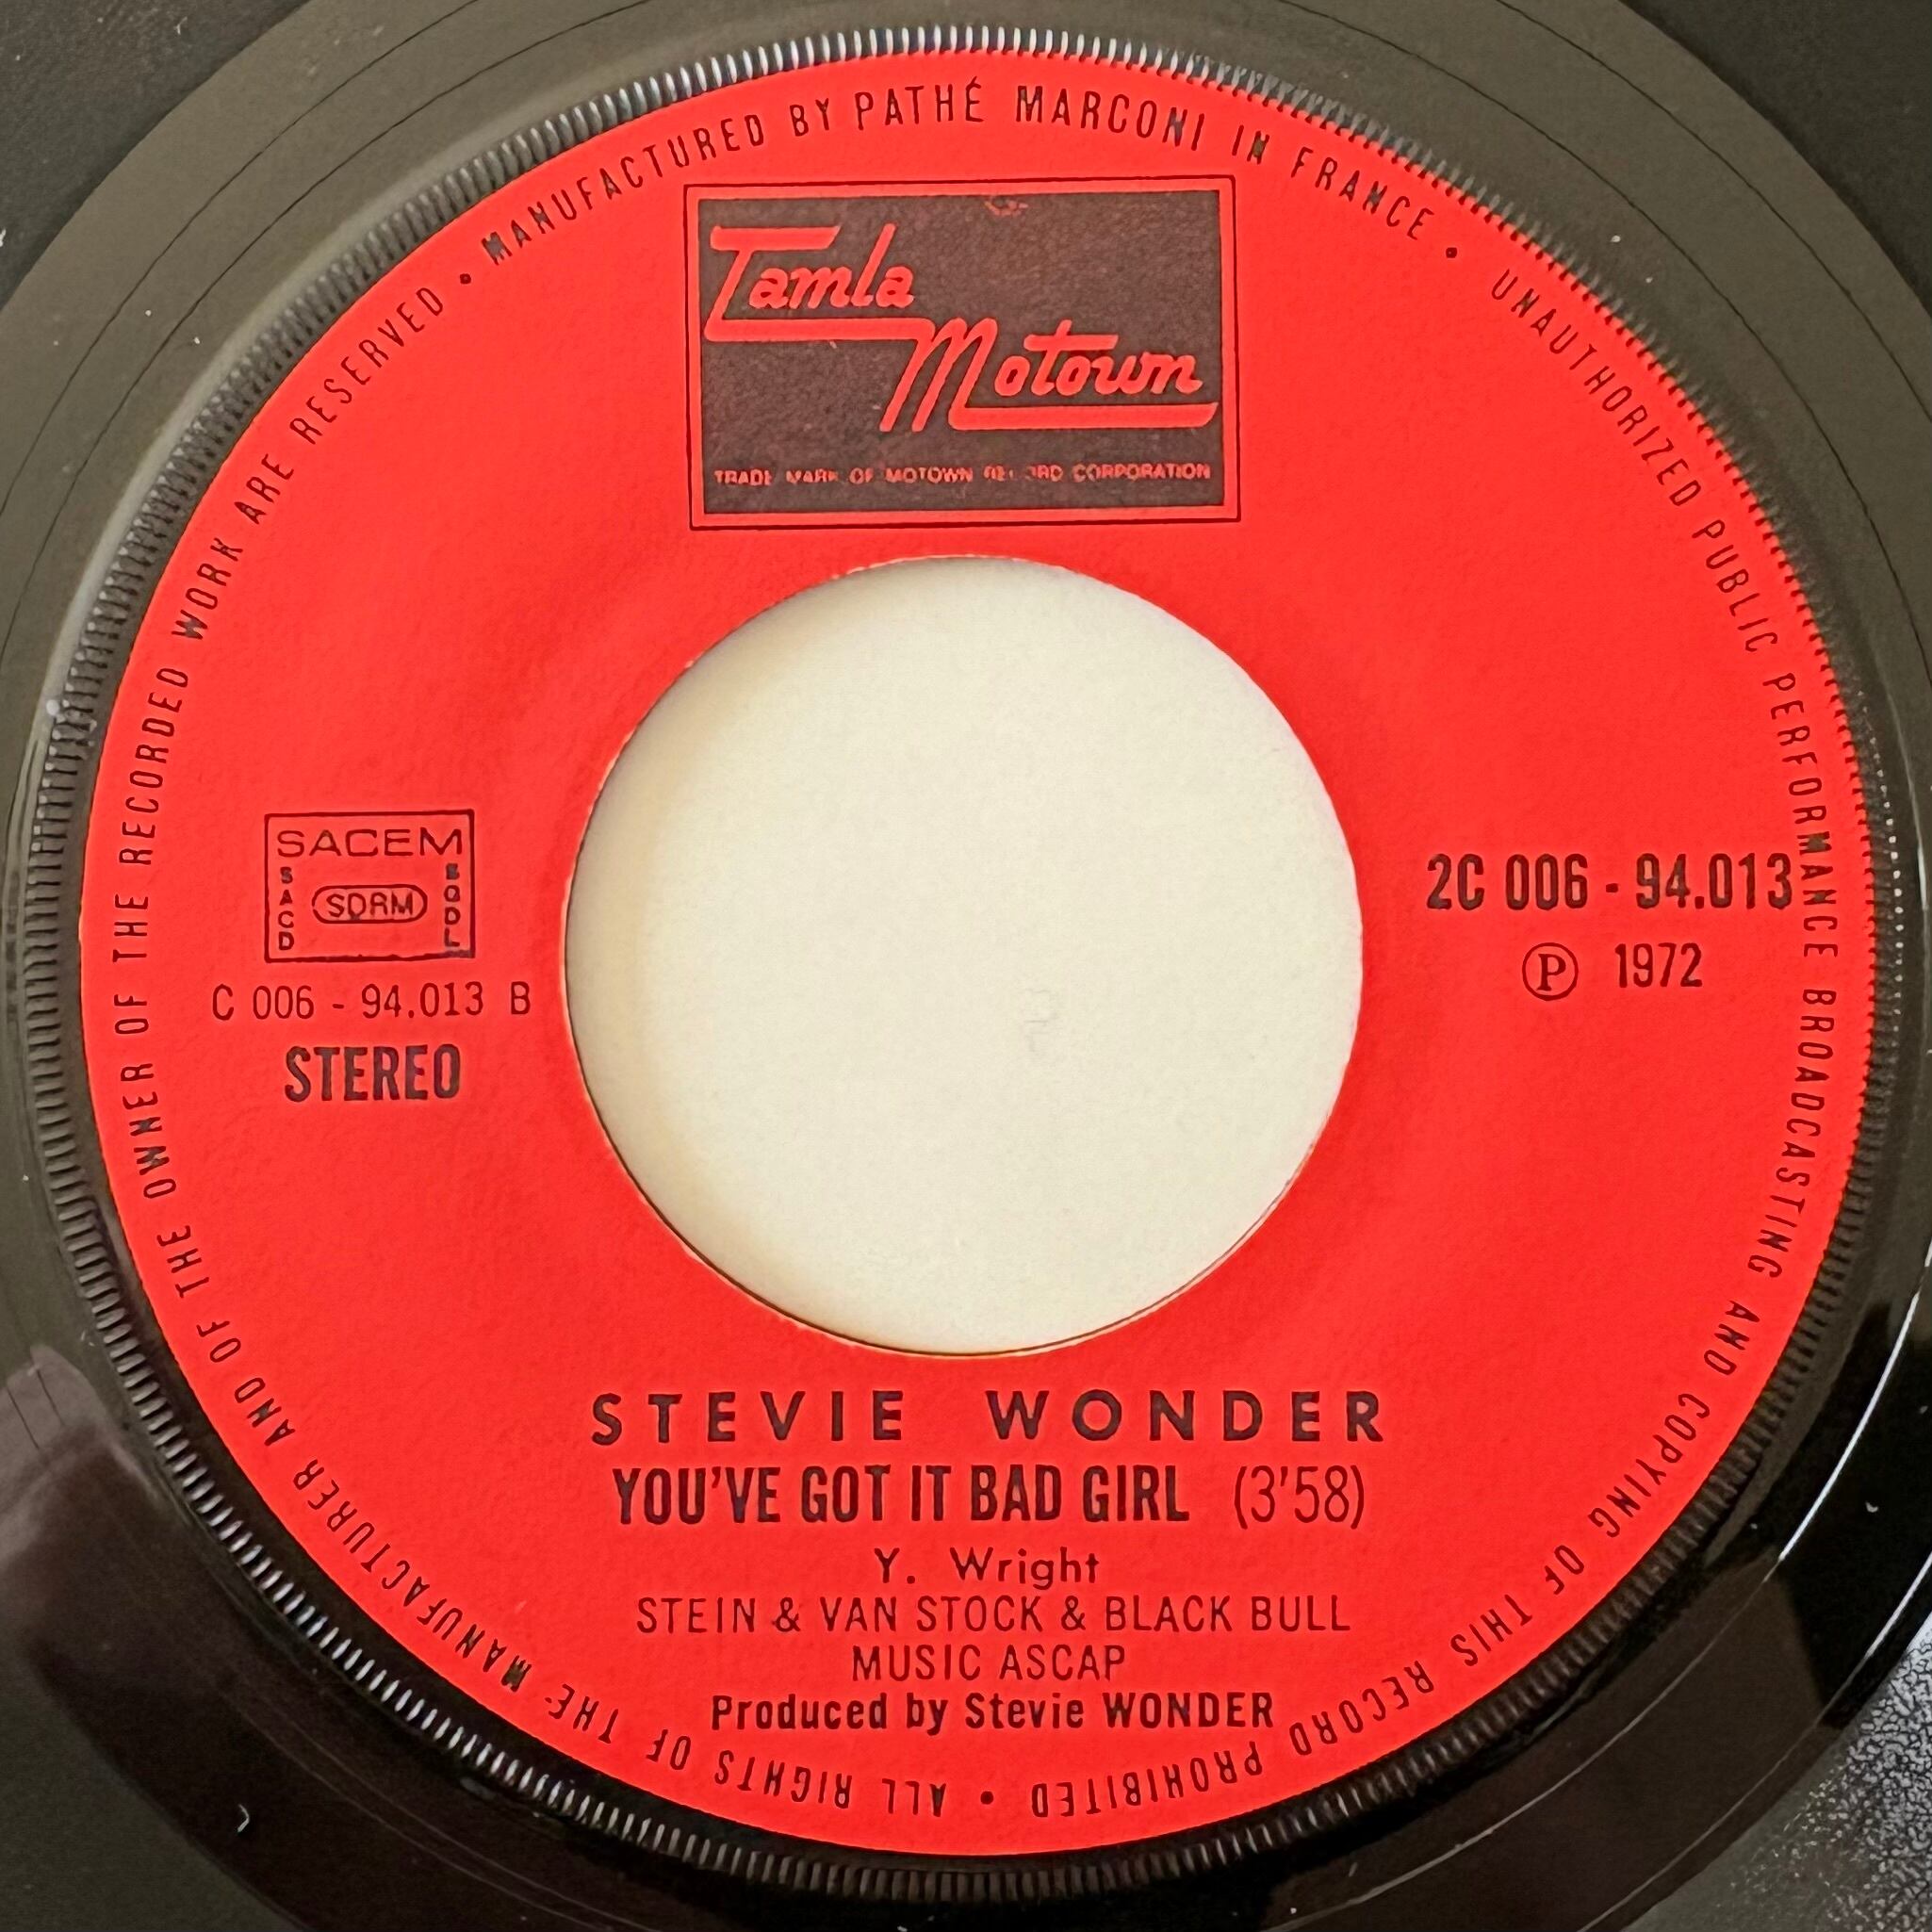 MANUFACTURED BY PATHÉ MARCONI IN FRANCE • UNAUTHORIZED PUBLIC PERFORMANCE BROADCASTING AND COPYING OF THIS RECORD PROHIBITED • ALL RIGHTS OF THE MANUFACTURER AND OF THE OWNER OF THE RECORDED WORK ARE RESERVED •
Tamla
Motown
TRADE MARK OF MOTOWN RECORD CORPORATION
SACEM
SACD
SDRM
SGDL
C 006 - 94.013 B
STEREO
2C 006 - 94.013
Ⓟ 1972
STEVIE WONDER
YOU'VE GOT IT BAD GIRL (3'58)
Y. Wright
STEIN & VAN STOCK & BLACK BULL
MUSIC ASCAP
Produced by Stevie WONDER